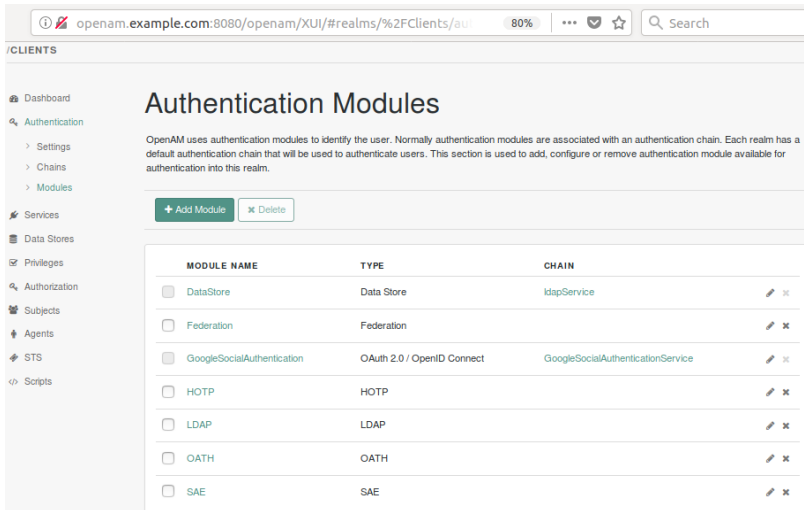 openam.example.com:8080/openam/XUI/#realms/%2FClients/au
80%
Search
/CLIENTS
Dashboard
Authentication
Settings
Chains
Modules
Services
Data Stores
Privileges
Authorization
Subjects
Agents
STS
Scripts
Authentication Modules
OpenAM uses authentication modules to identify the user. Normally authentication modules are associated with an authentication chain. Each realm has a
default authentication chain that will be used to authenticate users. This section is used to add, configure or remove authentication module available for
authentication into this realm.
+ Add Module ✖ Delete
MODULE NAME TYPE CHAIN
DataStore Data Store ldapService
Federation Federation
GoogleSocialAuthentication OAuth 2.0 / OpenID Connect GoogleSocialAuthenticationService
HOTP HOTP
LDAP LDAP
OATH OATH
SAE SAE